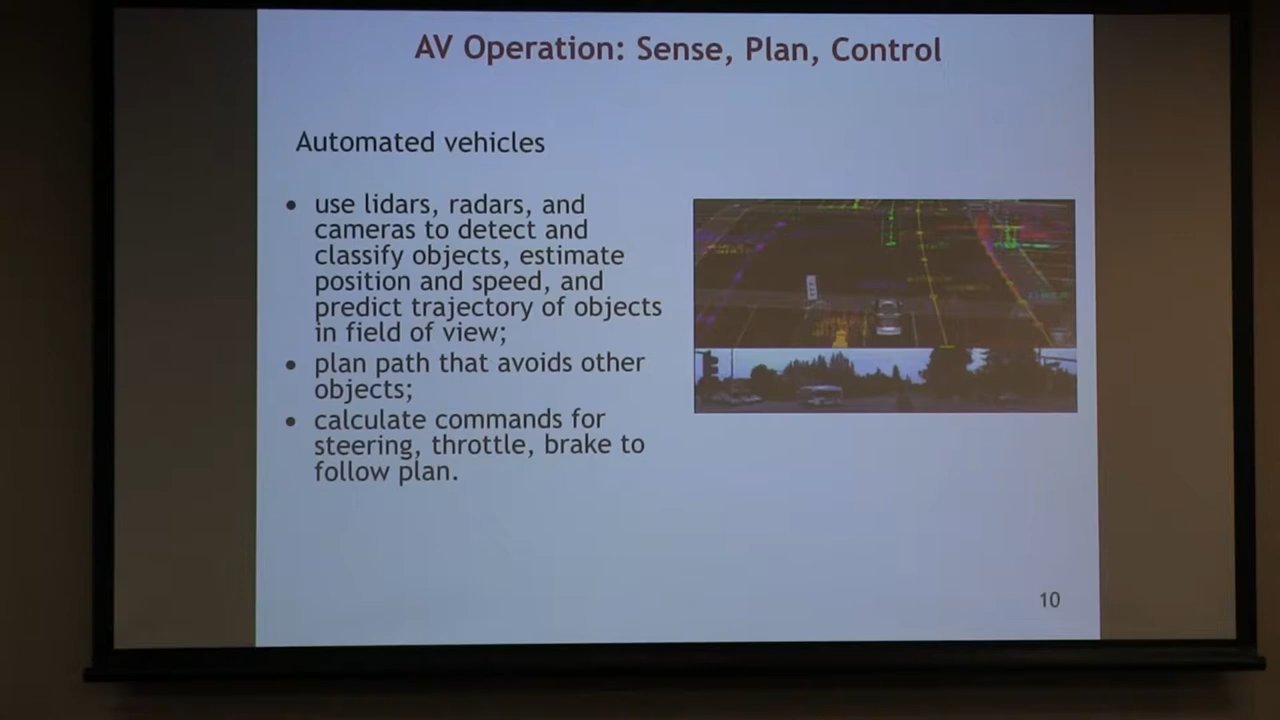 AV Operation: Sense, Plan, Control
Automated vehicles
• use lidars, radars, and
cameras to detect and
classify objects, estimate
position and speed, and
predict trajectory of objects
in field of view;
• plan path that avoids other
objects;
• calculate commands for
steering, throttle, brake to
follow plan.
10